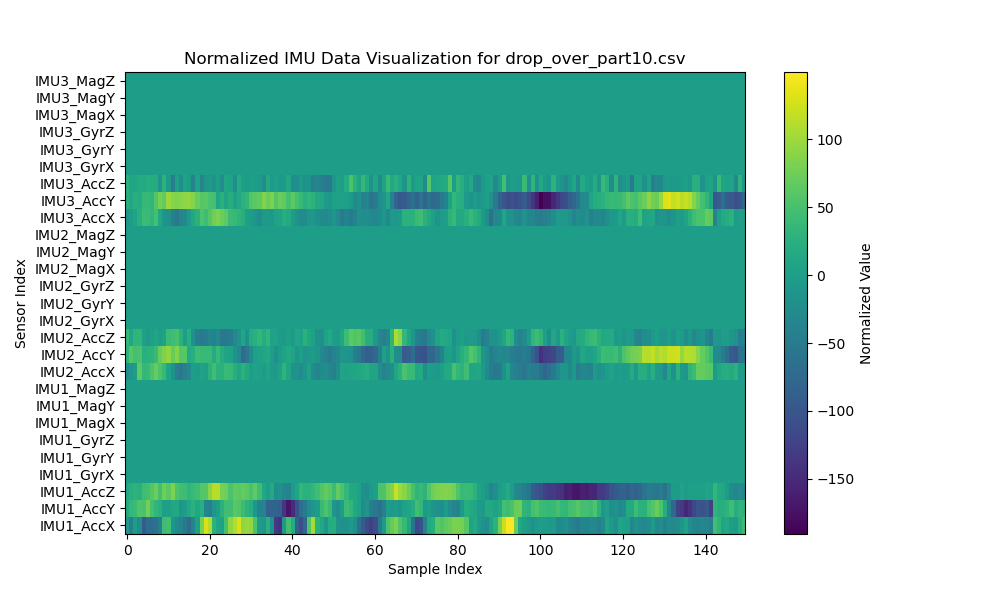 Normalized IMU Data Visualization for drop_over_part10.csv
IMU3_MagZ
IMU3_MagY
IMU3_MagX
IMU3_GyrZ
IMU3_GyrY
IMU3_GyrX
IMU3_AccZ
IMU3_AccY
IMU3_AccX
IMU2_MagZ
IMU2_MagY
IMU2_MagX
IMU2_GyrZ
IMU2_GyrY
IMU2_GyrX
IMU2_AccZ
IMU2_AccY
IMU2_AccX
IMU1_MagZ
IMU1_MagY
IMU1_MagX
IMU1_GyrZ
IMU1_GyrY
IMU1_GyrX
IMU1_AccZ
IMU1_AccY
IMU1_AccX
Sensor Index
0 20 40 60 80 100 120 140
Sample Index
100
50
0
−50
−100
−150
Normalized Value